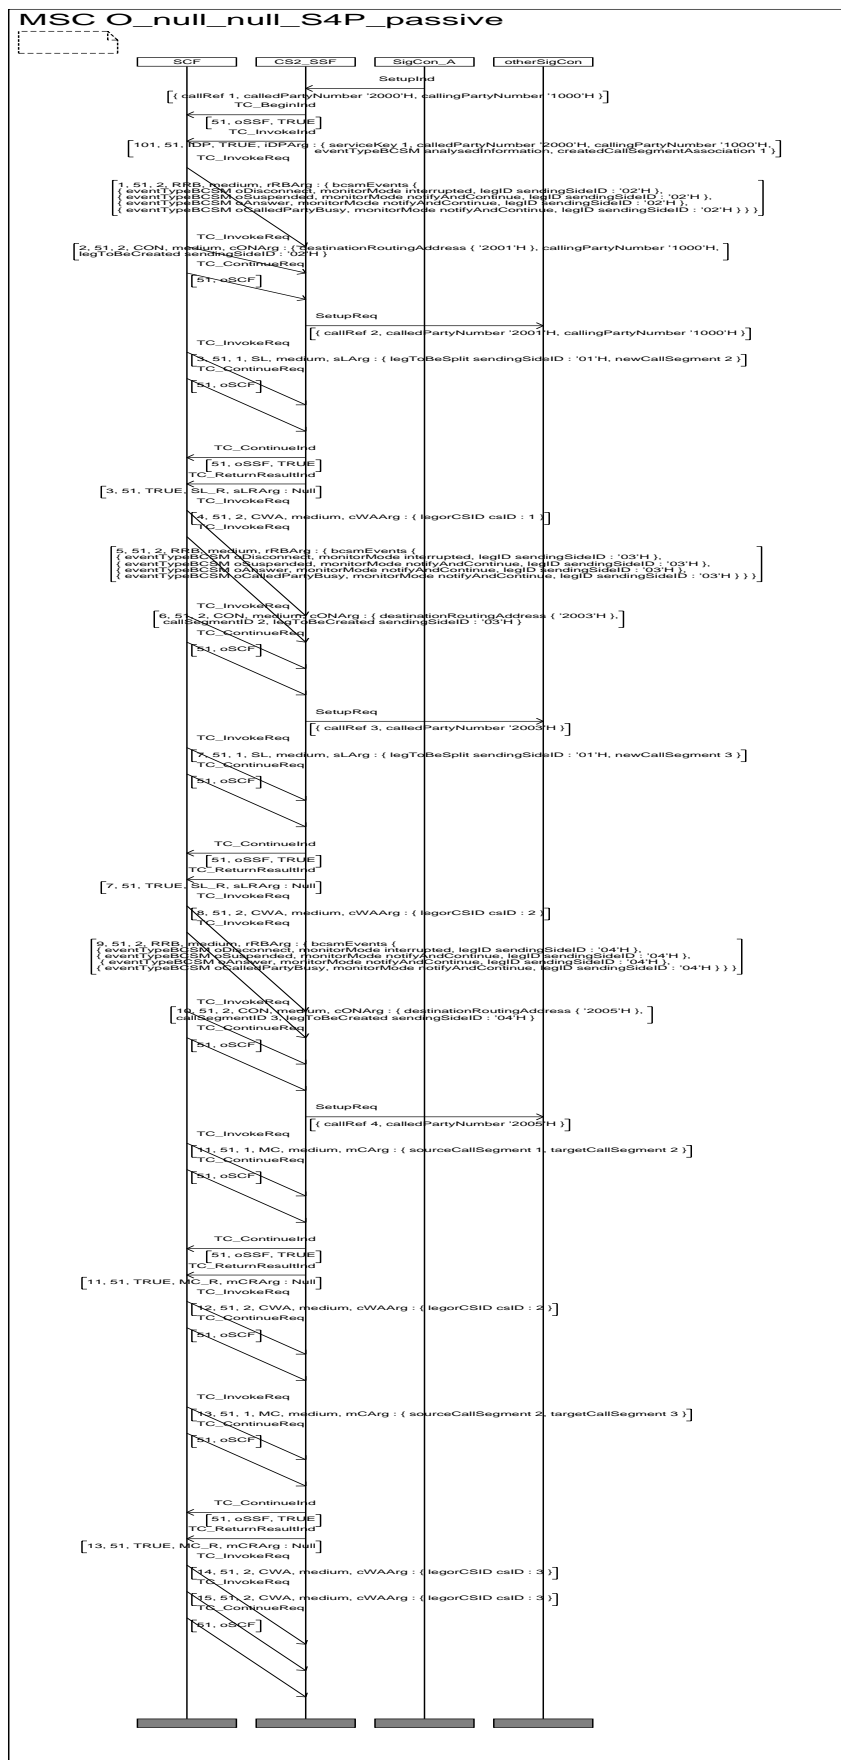 MSC O_null_null_S4P_passive
SCF CS2_SSF SigCon_A otherSigCon
SetupInd
[{ callRef 1, calledPartyNumber '2000'H, callingPartyNumber '1000'H }]
TC_BeginInd
[51, oSSF, TRUE]
TC_InvokeInd
[101, 51, IDP, TRUE, iDPArg : { serviceKey 1, calledPartyNumber '2000'H, callingPartyNumber '1000'H,
eventTypeBCSM analysedInformation, createdCallSegmentAssociation 1 }]
TC_InvokeReq
[1, 51, 2, RRB, medium, rRBArg : { bcsmEvents {
{ eventTypeBCSM oDisconnect, monitorMode interrupted, legID sendingSideID : '02'H },
{ eventTypeBCSM oSuspended, monitorMode notifyAndContinue, legID sendingSideID : '02'H },
{ eventTypeBCSM oAnswer, monitorMode notifyAndContinue, legID sendingSideID : '02'H },
{ eventTypeBCSM oCalledPartyBusy, monitorMode notifyAndContinue, legID sendingSideID : '02'H } } }]
TC_InvokeReq
[2, 51, 2, CON, medium, cONArg : { destinationRoutingAddress { '2001'H }, callingPartyNumber '1000'H,
legToBeCreated sendingSideID : '02'H }]
TC_ContinueReq
[51, oSCF]
SetupReq
[{ callRef 2, calledPartyNumber '2001'H, callingPartyNumber '1000'H }]
TC_InvokeReq
[3, 51, 1, SL, medium, sLArg : { legToBeSplit sendingSideID : '01'H, newCallSegment 2 }]
TC_ContinueReq
[51, oSCF]
TC_ContinueInd
[51, oSSF, TRUE]
TC_ReturnResultInd
[3, 51, TRUE, SL_R, sLRArg : Null]
TC_InvokeReq
[4, 51, 2, CWA, medium, cWAArg : { legorCSID csID : 1 }]
TC_InvokeReq
[5, 51, 2, RRB, medium, rRBArg : { bcsmEvents {
{ eventTypeBCSM oDisconnect, monitorMode interrupted, legID sendingSideID : '03'H },
{ eventTypeBCSM oSuspended, monitorMode notifyAndContinue, legID sendingSideID : '03'H },
{ eventTypeBCSM oAnswer, monitorMode notifyAndContinue, legID sendingSideID : '03'H },
{ eventTypeBCSM oCalledPartyBusy, monitorMode notifyAndContinue, legID sendingSideID : '03'H } } }]
TC_InvokeReq
[6, 51, 2, CON, medium, cONArg : { destinationRoutingAddress { '2003'H },
callSegmentID 2, legToBeCreated sendingSideID : '03'H }]
TC_ContinueReq
[51, oSCF]
SetupReq
[{ callRef 3, calledPartyNumber '2003'H }]
TC_InvokeReq
[7, 51, 1, SL, medium, sLArg : { legToBeSplit sendingSideID : '01'H, newCallSegment 3 }]
TC_ContinueReq
[51, oSCF]
TC_ContinueInd
[51, oSSF, TRUE]
TC_ReturnResultInd
[7, 51, TRUE, SL_R, sLRArg : Null]
TC_InvokeReq
[8, 51, 2, CWA, medium, cWAArg : { legorCSID csID : 2 }]
TC_InvokeReq
[9, 51, 2, RRB, medium, rRBArg : { bcsmEvents {
{ eventTypeBCSM oDisconnect, monitorMode interrupted, legID sendingSideID : '04'H },
{ eventTypeBCSM oSuspended, monitorMode notifyAndContinue, legID sendingSideID : '04'H },
{ eventTypeBCSM oAnswer, monitorMode notifyAndContinue, legID sendingSideID : '04'H },
{ eventTypeBCSM oCalledPartyBusy, monitorMode notifyAndContinue, legID sendingSideID : '04'H } } }]
TC_InvokeReq
[10, 51, 2, CON, medium, cONArg : { destinationRoutingAddress { '2005'H },
callSegmentID 3, legToBeCreated sendingSideID : '04'H }]
TC_ContinueReq
[51, oSCF]
SetupReq
[{ callRef 4, calledPartyNumber '2005'H }]
TC_InvokeReq
[11, 51, 1, MC, medium, mCArg : { sourceCallSegment 1, targetCallSegment 2 }]
TC_ContinueReq
[51, oSCF]
TC_ContinueInd
[51, oSSF, TRUE]
TC_ReturnResultInd
[11, 51, TRUE, MC_R, mCRArg : Null]
TC_InvokeReq
[12, 51, 2, CWA, medium, cWAArg : { legorCSID csID : 2 }]
TC_ContinueReq
[51, oSCF]
TC_InvokeReq
[13, 51, 1, MC, medium, mCArg : { sourceCallSegment 2, targetCallSegment 3 }]
TC_ContinueReq
[51, oSCF]
TC_ContinueInd
[51, oSSF, TRUE]
TC_ReturnResultInd
[13, 51, TRUE, MC_R, mCRArg : Null]
TC_InvokeReq
[14, 51, 2, CWA, medium, cWAArg : { legorCSID csID : 3 }]
TC_InvokeReq
[15, 51, 2, CWA, medium, cWAArg : { legorCSID csID : 3 }]
TC_ContinueReq
[51, oSCF]